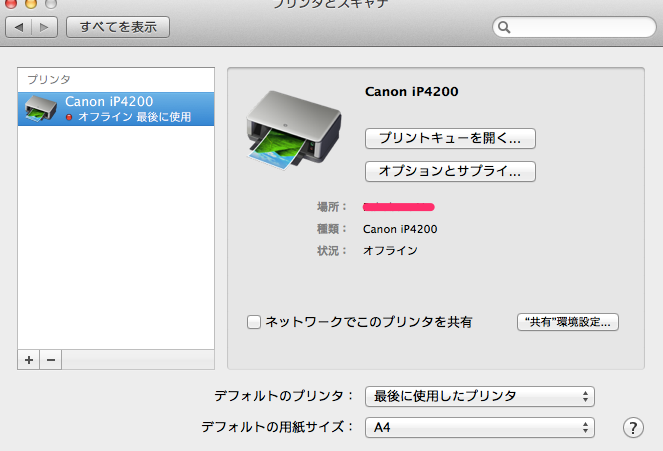 プリンタとスキャナ
すべてを表示
プリンタ
Canon iP4200
オフライン 最後に使用
Canon iP4200
プリントキューを開く...
オプションとサプライ...
場所：
種類： Canon iP4200
状況： オフライン
ネットワークでこのプリンタを共有
“共有”環境設定...
+ −
デフォルトのプリンタ： 最後に使用したプリンタ
デフォルトの用紙サイズ： A4
?